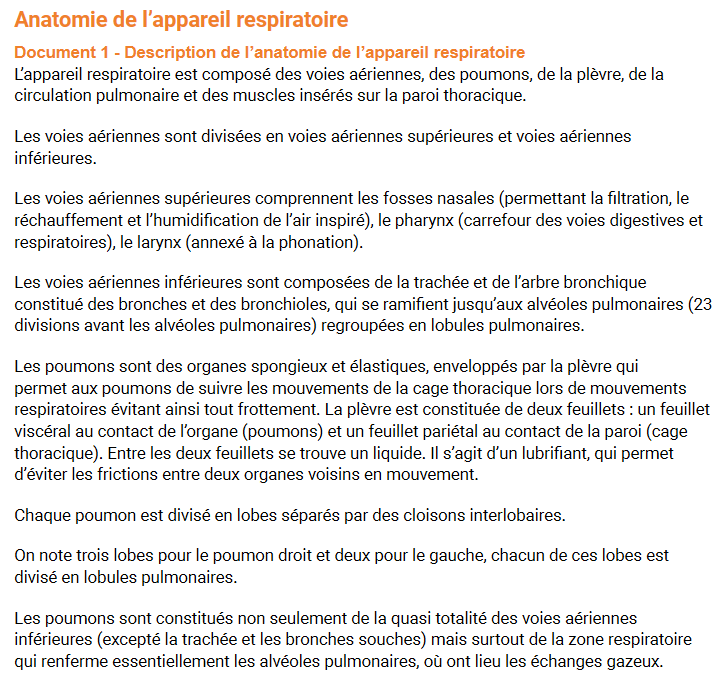 Anatomie de l’appareil respiratoire
Document 1 - Description de l’anatomie de l’appareil respiratoire
L’appareil respiratoire est composé des voies aériennes, des poumons, de la plèvre, de la
circulation pulmonaire et des muscles insérés sur la paroi thoracique.
Les voies aériennes sont divisées en voies aériennes supérieures et voies aériennes
inférieures.
Les voies aériennes supérieures comprennent les fosses nasales (permettant la filtration, le
réchauffement et l’humidification de l’air inspiré), le pharynx (carrefour des voies digestives et
respiratoires), le larynx (annexé à la phonation).
Les voies aériennes inférieures sont composées de la trachée et de l’arbre bronchique
constitué des bronches et des bronchioles, qui se ramifient jusqu’aux alvéoles pulmonaires (23
divisions avant les alvéoles pulmonaires) regroupées en lobules pulmonaires.
Les poumons sont des organes spongieux et élastiques, enveloppés par la plèvre qui
permet aux poumons de suivre les mouvements de la cage thoracique lors de mouvements
respiratoires évitant ainsi tout frottement. La plèvre est constituée de deux feuillets : un feuillet
viscéral au contact de l’organe (poumons) et un feuillet pariétal au contact de la paroi (cage
thoracique). Entre les deux feuillets se trouve un liquide. Il s’agit d’un lubrifiant, qui permet
d’éviter les frictions entre deux organes voisins en mouvement.
Chaque poumon est divisé en lobes séparés par des cloisons interlobaires.
On note trois lobes pour le poumon droit et deux pour le gauche, chacun de ces lobes est
divisé en lobules pulmonaires.
Les poumons sont constitués non seulement de la quasi totalité des voies aériennes
inférieures (excepté la trachée et les bronches souches) mais surtout de la zone respiratoire
qui renferme essentiellement les alvéoles pulmonaires, où ont lieu les échanges gazeux.